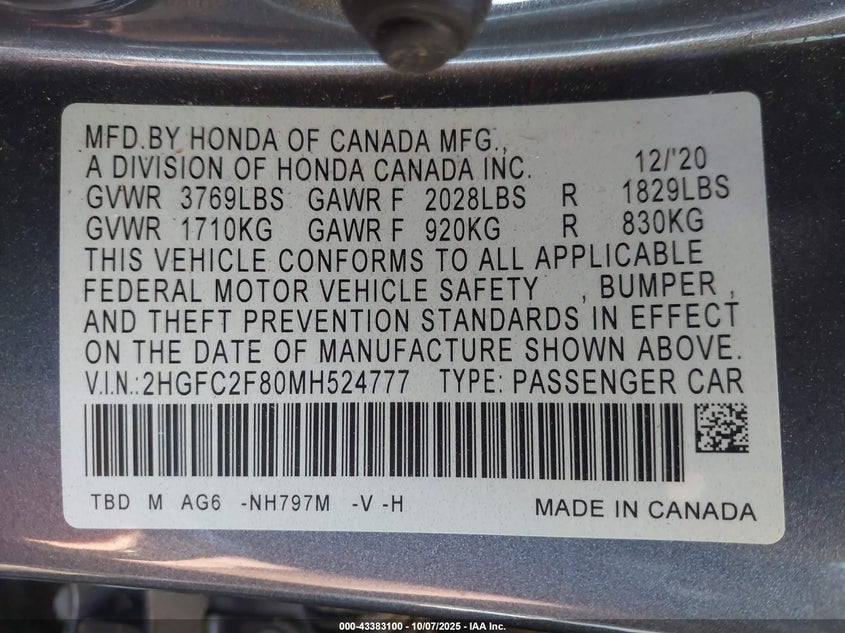 MFD.BY HONDA OF CANADA MFG.,
A DIVISION OF HONDA CANADA INC. 12/'20
GVWR 3769LBS GAWR F 2028LBS R 1829LBS
GVWR 1710KG GAWR F 920KG R 830KG
THIS VEHICLE CONFORMS TO ALL APPLICABLE
FEDERAL MOTOR VEHICLE SAFETY , BUMPER ,
AND THEFT PREVENTION STANDARDS IN EFFECT
ON THE DATE OF MANUFACTURE SHOWN ABOVE.
V.I.N.:2HGFC2F80MH524777 TYPE: PASSENGER CAR
TBD M AG6 -NH797M -V -H MADE IN CANADA
000-43383100 - 10/07/2025 - IAA Inc.